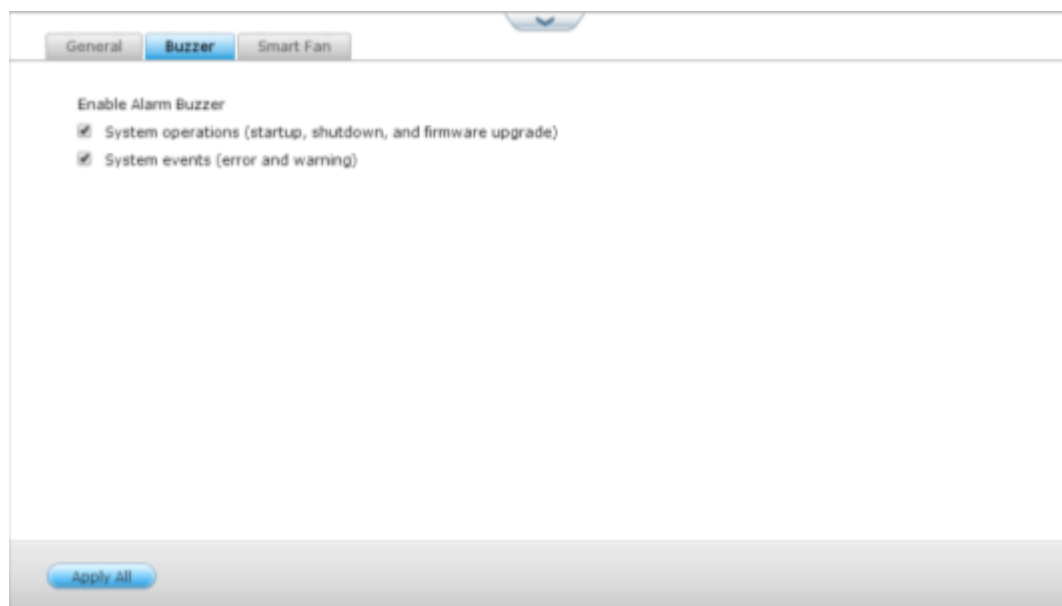 General Buzzer Smart Fan
Enable Alarm Buzzer
System operations (startup, shutdown, and firmware upgrade)
System events (error and warning)
Apply All